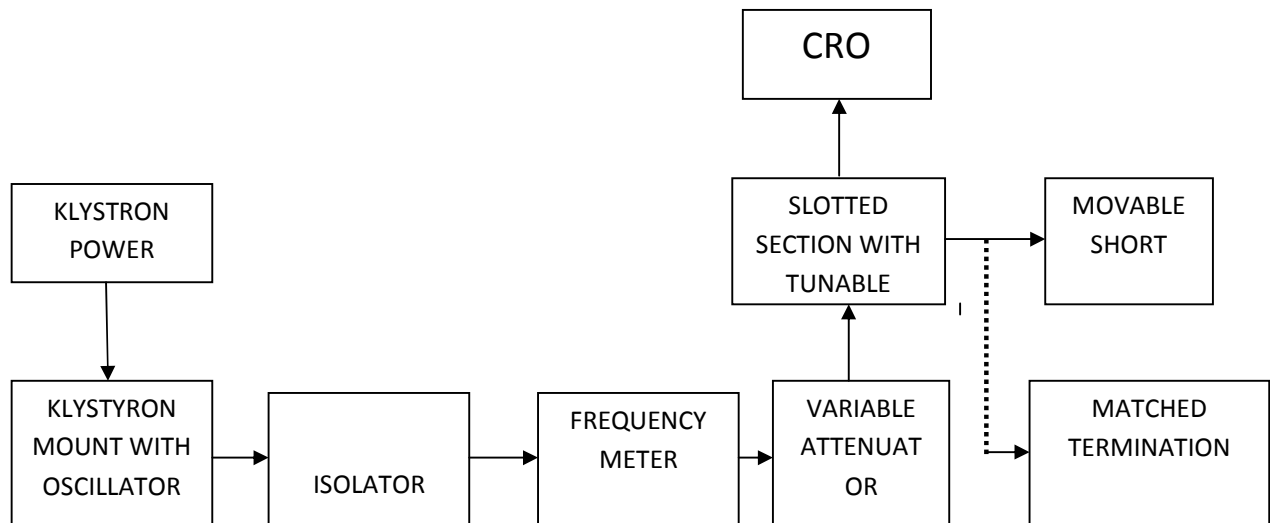 CRO
KLYSTRON
POWER
SLOTTED
SECTION WITH
TUNABLE
MOVABLE
SHORT
KLYSTYRON
MOUNT WITH
OSCILLATOR
ISOLATOR
FREQUENCY
METER
VARIABLE
ATTENUAT
OR
MATCHED
TERMINATION